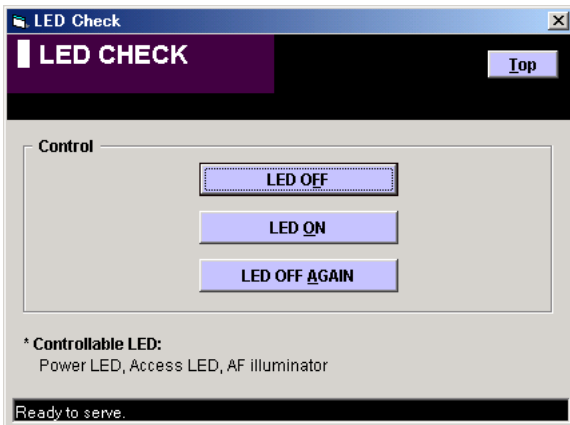 LED Check
LED CHECK
Top
Control
LED OFF
LED ON
LED OFF AGAIN
* Controllable LED:
Power LED, Access LED, AF illuminator
Ready to serve.